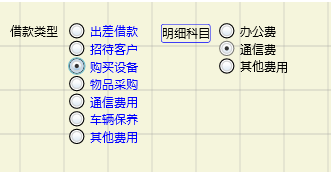 借款类型 出差借款 明细科目 办公费
招待客户 通信费
购买设备 其他费用
物品采购
通信费用
车辆保养
其他费用